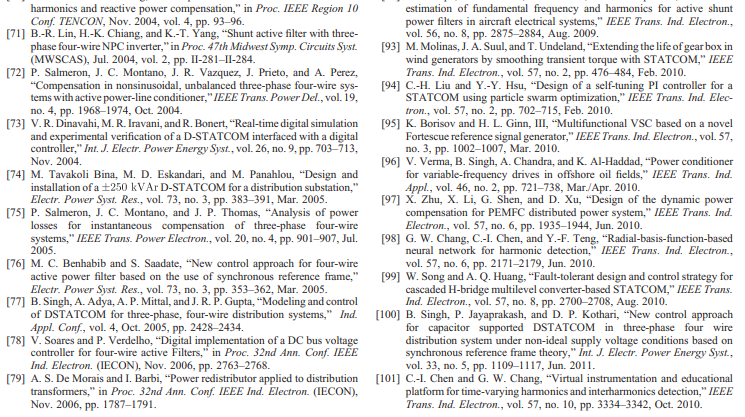 harmonics and reactive power compensation,” in Proc. IEEE Region 10
Conf. TENCON, Nov. 2004, vol. 4, pp. 93–96.
[71] B.-R. Lin, H.-K. Chiang, and K.-T. Yang, “Shunt active filter with three-
phase four-wire NPC inverter,” in Proc. 47th Midwest Symp. Circuits Syst.
(MWSCAS), Jul. 2004, vol. 2, pp. II-281–II-284.
[72] P. Salmeron, J. C. Montano, J. R. Vazquez, J. Prieto, and A. Perez,
“Compensation in nonsinusoidal, unbalanced three-phase four-wire sys-
tems with active power-line conditioner,” IEEE Trans. Power Del., vol. 19,
no. 4, pp. 1968–1974, Oct. 2004.
[73] V. R. Dinavahi, M. R. Iravani, and R. Bonert, “Real-time digital simulation
and experimental verification of a D-STATCOM interfaced with a digital
controller,” Int. J. Electr. Power Energy Syst., vol. 26, no. 9, pp. 703–713,
Nov. 2004.
[74] M. Tavakoli Bina, M. D. Eskandari, and M. Panahlou, “Design and
installation of a ±250 kVAr D-STATCOM for a distribution substation,”
Electr. Power Syst. Res., vol. 73, no. 3, pp. 383–391, Mar. 2005.
[75] P. Salmeron, J. C. Montano, and J. P. Thomas, “Analysis of power
losses for instantaneous compensation of three-phase four-wire
systems,” IEEE Trans. Power Electron., vol. 20, no. 4, pp. 901–907, Jul.
2005.
[76] M. C. Benhabib and S. Saadate, “New control approach for four-wire
active power filter based on the use of synchronous reference frame,”
Electr. Power Syst. Res., vol. 73, no. 3, pp. 353–362, Mar. 2005.
[77] B. Singh, A. Adya, A. P. Mittal, and J. R. P. Gupta, “Modeling and control
of DSTATCOM for three-phase, four-wire distribution systems,” Ind.
Appl. Conf., vol. 4, Oct. 2005, pp. 2428–2434.
[78] V. Soares and P. Verdelho, “Digital implementation of a DC bus voltage
controller for four-wire active Filters,” in Proc. 32nd Ann. Conf. IEEE
Ind. Electron. (IECON), Nov. 2006, pp. 2763–2768.
[79] A. S. De Morais and I. Barbi, “Power redistributor applied to distribution
transformers,” in Proc. 32nd Ann. Conf. IEEE Ind. Electron. (IECON),
Nov. 2006, pp. 1787–1791.
estimation of fundamental frequency and harmonics for active shunt
power filters in aircraft electrical systems,” IEEE Trans. Ind. Electron.,
vol. 56, no. 8, pp. 2875–2884, Aug. 2009.
[93] M. Molinas, J. A. Suul, and T. Undeland, “Extending the life of gear box in
wind generators by smoothing transient torque with STATCOM,” IEEE
Trans. Ind. Electron., vol. 57, no. 2, pp. 476–484, Feb. 2010.
[94] C.-H. Liu and Y.-Y. Hsu, “Design of a self-tuning PI controller for a
STATCOM using particle swarm optimization,” IEEE Trans. Ind. Elec-
tron., vol. 57, no. 2, pp. 702–715, Feb. 2010.
[95] K. Borisov and H. L. Ginn, III, “Multifunctional VSC based on a novel
Fortescue reference signal generator,” IEEE Trans. Ind. Electron., vol. 57,
no. 3, pp. 1002–1007, Mar. 2010.
[96] V. Verma, B. Singh, A. Chandra, and K. Al-Haddad, “Power conditioner
for variable-frequency drives in offshore oil fields,” IEEE Trans. Ind.
Appl., vol. 46, no. 2, pp. 721–738, Mar./Apr. 2010.
[97] X. Zhu, X. Li, G. Shen, and D. Xu, “Design of the dynamic power
compensation for PEMFC distributed power system,” IEEE Trans. Ind.
Electron., vol. 57, no. 6, pp. 1935–1944, Jun. 2010.
[98] G. W. Chang, C.-I. Chen, and Y.-F. Teng, “Radial-basis-function-based
neural network for harmonic detection,” IEEE Trans. Ind. Electron.,
vol. 57, no. 6, pp. 2171–2179, Jun. 2010.
[99] W. Song and A. Q. Huang, “Fault-tolerant design and control strategy for
cascaded H-bridge multilevel converter-based STATCOM,” IEEE Trans.
Ind. Electron., vol. 57, no. 8, pp. 2700–2708, Aug. 2010.
[100] B. Singh, P. Jayaprakash, and D. P. Kothari, “New control approach
for capacitor supported DSTATCOM in three-phase four wire
distribution system under non-ideal supply voltage conditions based on
synchronous reference frame theory,” Int. J. Electr. Power Energy Syst.,
vol. 33, no. 5, pp. 1109–1117, Jun. 2011.
[101] C.-I. Chen and G. W. Chang, “Virtual instrumentation and educational
platform for time-varying harmonics and interharmonics detection,” IEEE
Trans. Ind. Electron., vol. 57, no. 10, pp. 3334–3342, Oct. 2010.